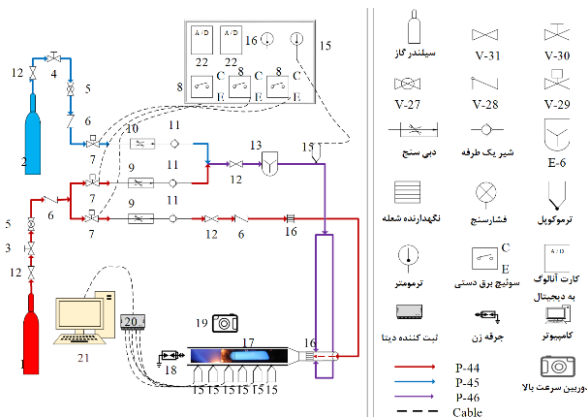 A/D
A/D
22
22
16
15
8
8
8
C
E
C
E
C
E
4
12
5
6
2
7
10
11
13
15
12
7
9
11
9
7
11
12
6
16
5
6
3
12
1
19
20
21
17
16
18
15 15 15 15 15 15
سیلندر گاز
V-31
V-30
V-27
V-28
V-29
دبی سنج
شیر یک طرفه
E-6
نگهدارنده شعله
فشارسنج
ترموکوپل
C
E
A/D
ترمومتر
سوئیچ برق دستی
کارت آنالوگ
به دیجیتال
ثبت کننده دیتا
جرقه زن
کامپیوتر
P-44
P-45
P-46
Cable
دوربین سرعت بالا